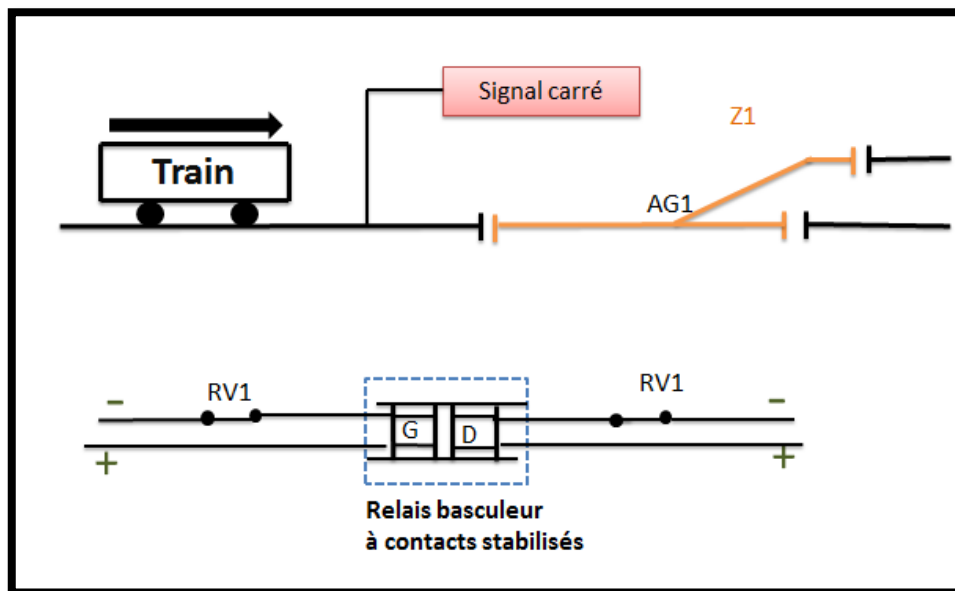 Signal carré
Z1
Train
AG1
RV1
RV1
-
-
G
D
+
+
Relais basculeur
à contacts stabilisés